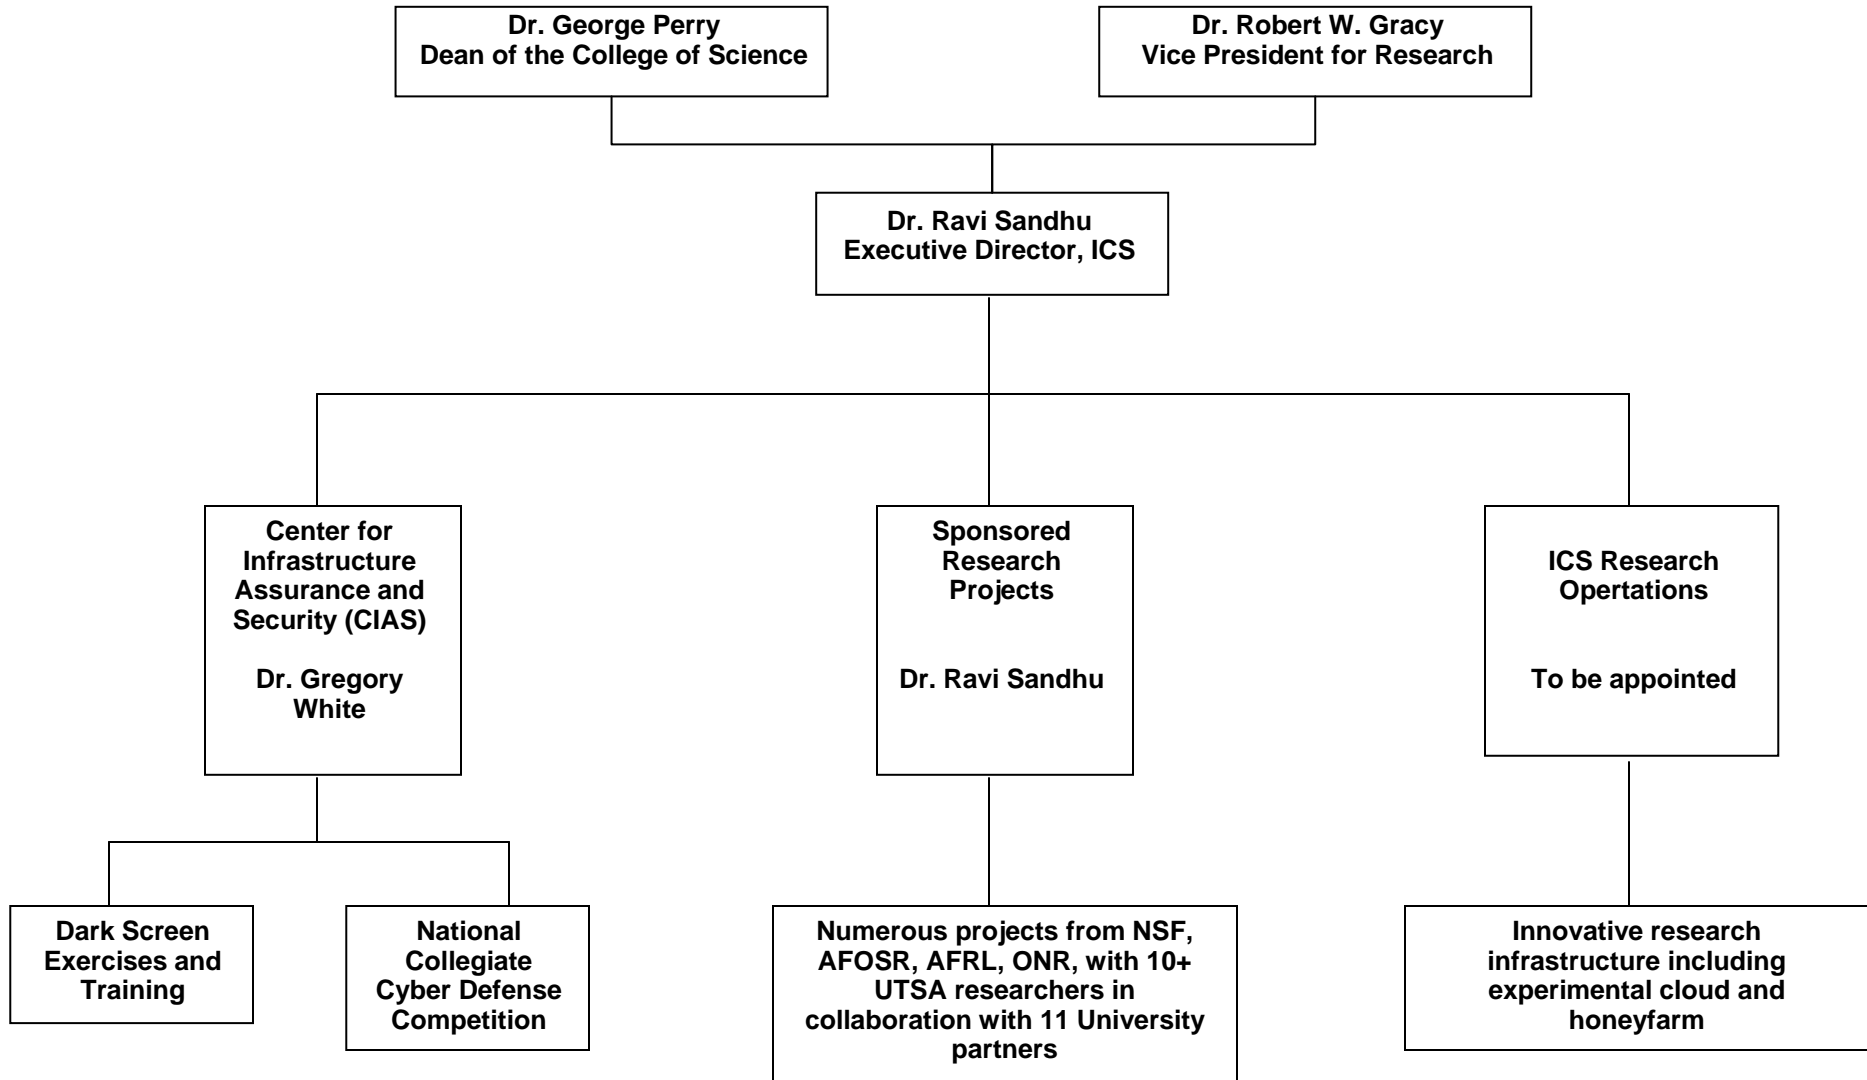 Dr. George Perry
Dean of the College of Science
Dr. Robert W. Gracy
Vice President for Research
Dr. Ravi Sandhu
Executive Director, ICS
Center for
Infrastructure
Assurance and
Security (CIAS)
Dr. Gregory
White
Sponsored
Research
Projects
Dr. Ravi Sandhu
ICS Research
Opertations
To be appointed
Dark Screen
Exercises and
Training
National
Collegiate
Cyber Defense
Competition
Numerous projects from NSF,
AFOSR, AFRL, ONR, with 10+
UTSA researchers in
collaboration with 11 University
partners
Innovative research
infrastructure including
experimental cloud and
honeyfarm